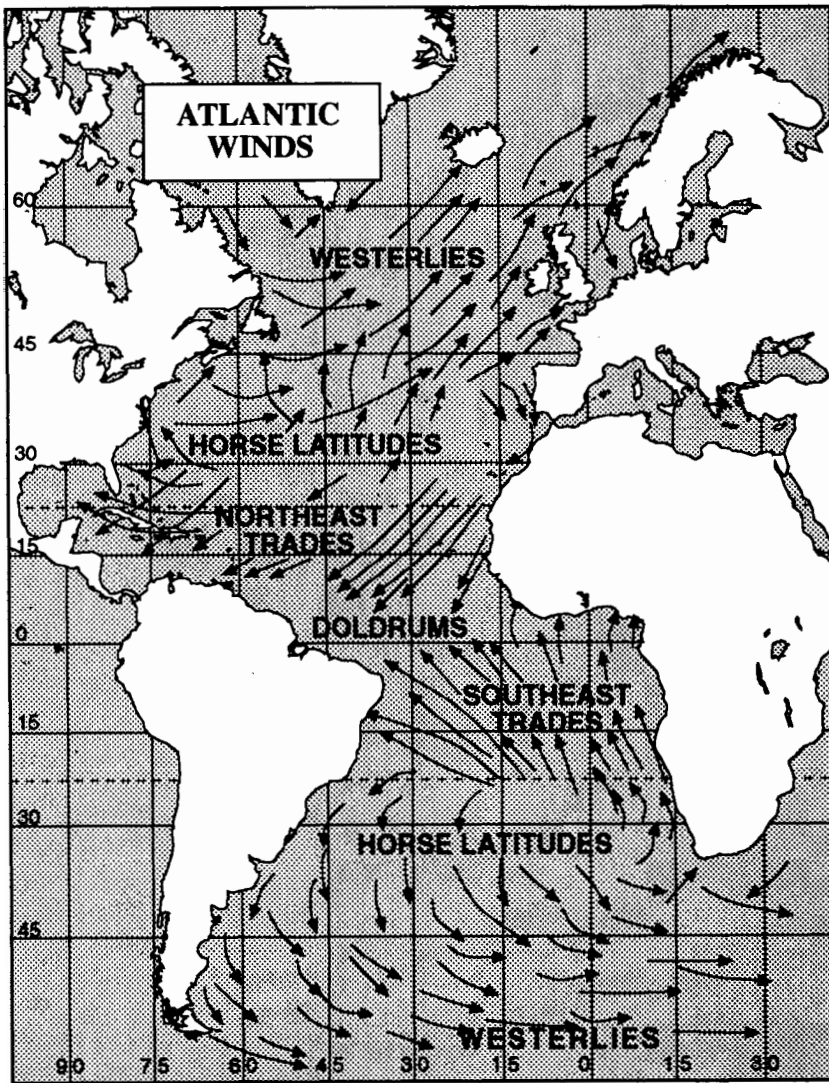 ATLANTIC
WINDS
60
WESTERLIES
45
HORSE LATITUDES
30
NORTHEAST
TRADES
15
DOLDRUMS
0
SOUTHEAST
TRADES
15
30
HORSE LATITUDES
45
WESTERLIES
90 75 60 45 30 15 0 15 30